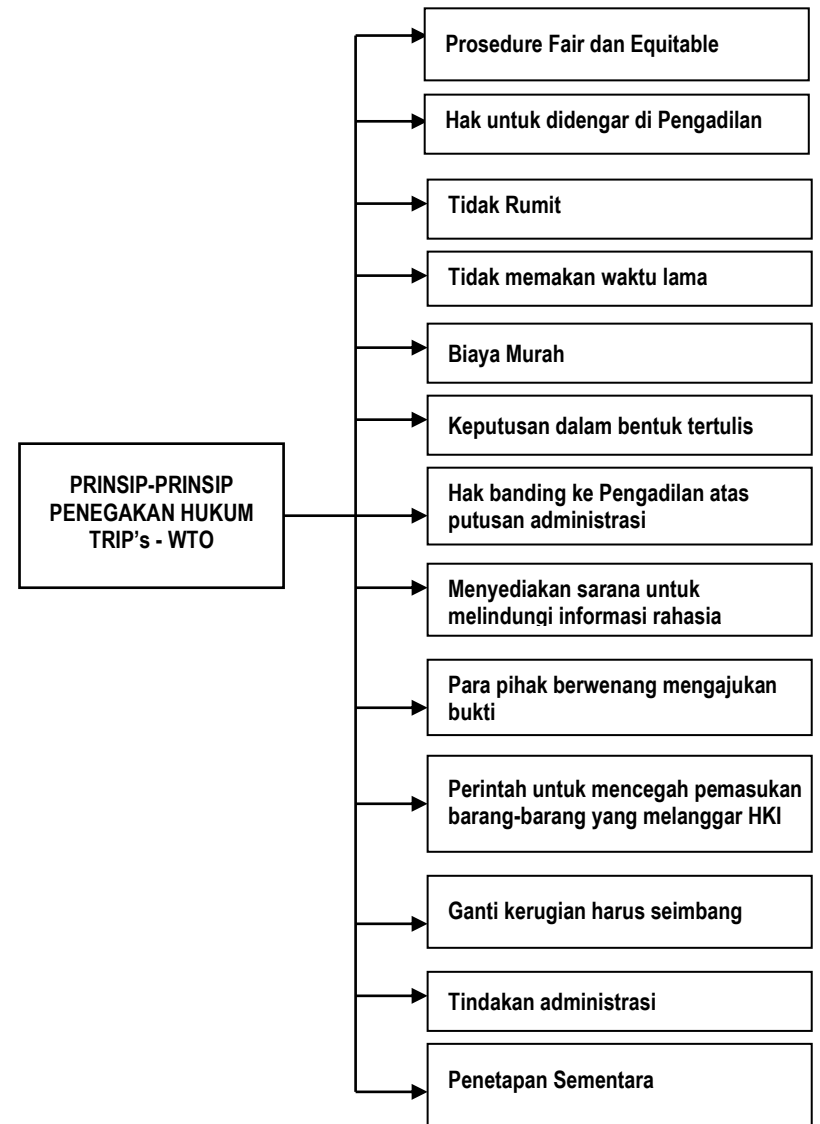 Prosedure Fair dan Equitable
Hak untuk didengar di Pengadilan
Tidak Rumit
Tidak memakan waktu lama
Biaya Murah
Keputusan dalam bentuk tertulis
PRINSIP-PRINSIP
PENEGAKAN HUKUM
TRIP's - WTO
Hak banding ke Pengadilan atas
putusan administrasi
Menyediakan sarana untuk
melindungi informasi rahasia
Para pihak berwenang mengajukan
bukti
Perintah untuk mencegah pemasukan
barang-barang yang melanggar HKI
Ganti kerugian harus seimbang
Tindakan administrasi
Penetapan Sementara